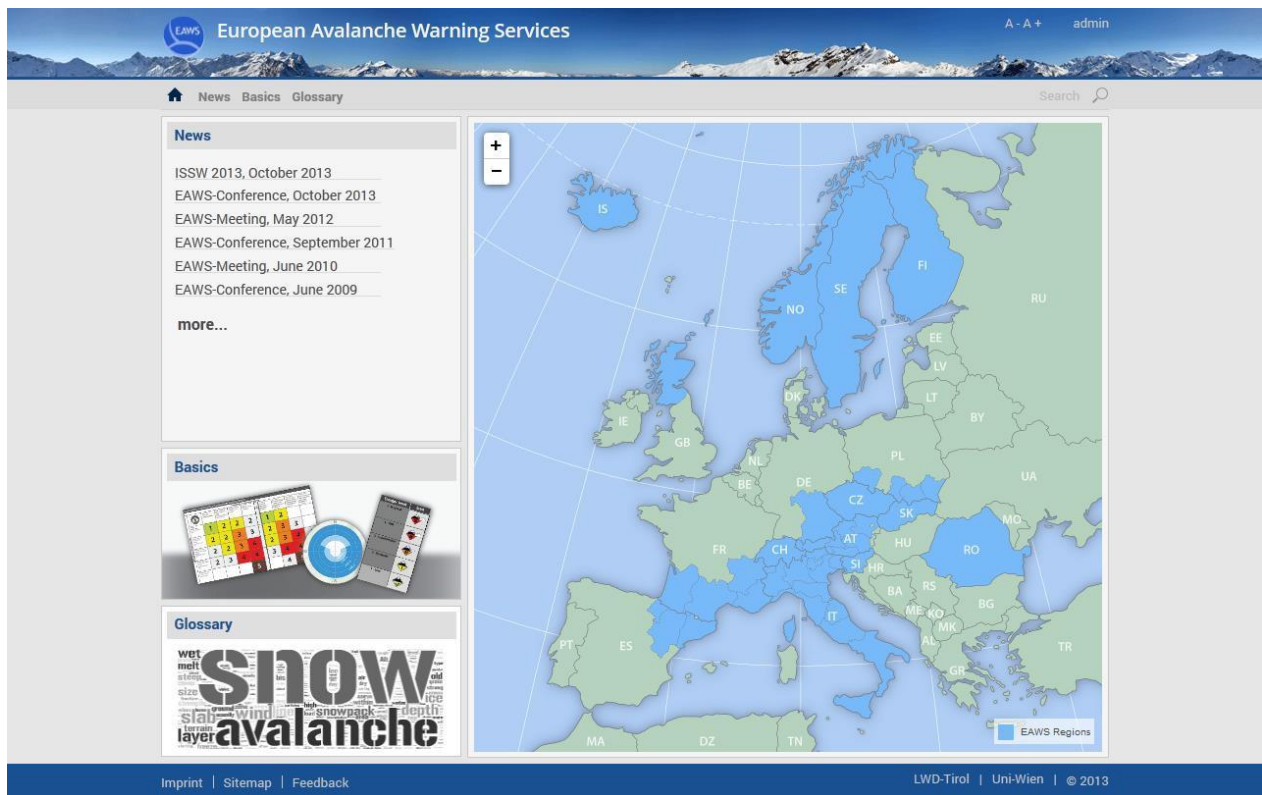 EAWS
European Avalanche Warning Services
A - A +
admin
News Basics Glossary
Search
News
ISSW 2013, October 2013
EAWS-Conference, October 2013
EAWS-Meeting, May 2012
EAWS-Conference, September 2011
EAWS-Meeting, June 2010
EAWS-Conference, June 2009
more...
Basics
Glossary
wet
melt
steep
size
slab
wind
terrain
layer
snow
avalanche
high
snowpack
depth
old
strong
ice
+
−
IS
NO
SE
FI
RU
EE
LV
LT
BY
DK
IE
GB
NL
BE
DE
PL
CZ
SK
UA
MO
FR
CH
AT
HU
RO
SI
HR
BA
RS
ME
KO
MK
BG
AL
IT
GR
TR
PT
ES
MA
DZ
TN
EAWS Regions
Imprint | Sitemap | Feedback
LWD-Tirol | Uni-Wien | © 2013